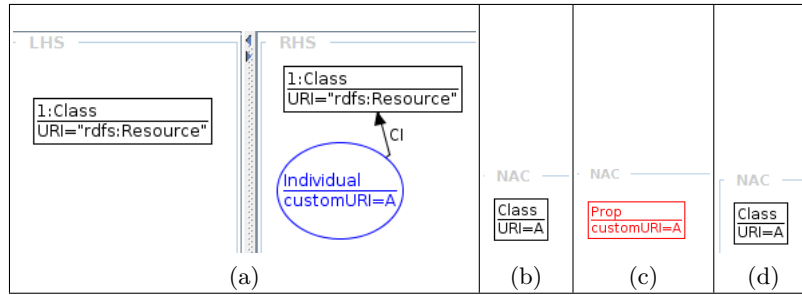 LHS
1:Class
URI="rdfs:Resource"
RHS
1:Class
URI="rdfs:Resource"
CI
Individual
customURI=A
(a)
NAC
Class
URI=A
(b)
NAC
Prop
customURI=A
(c)
NAC
Class
URI=A
(d)